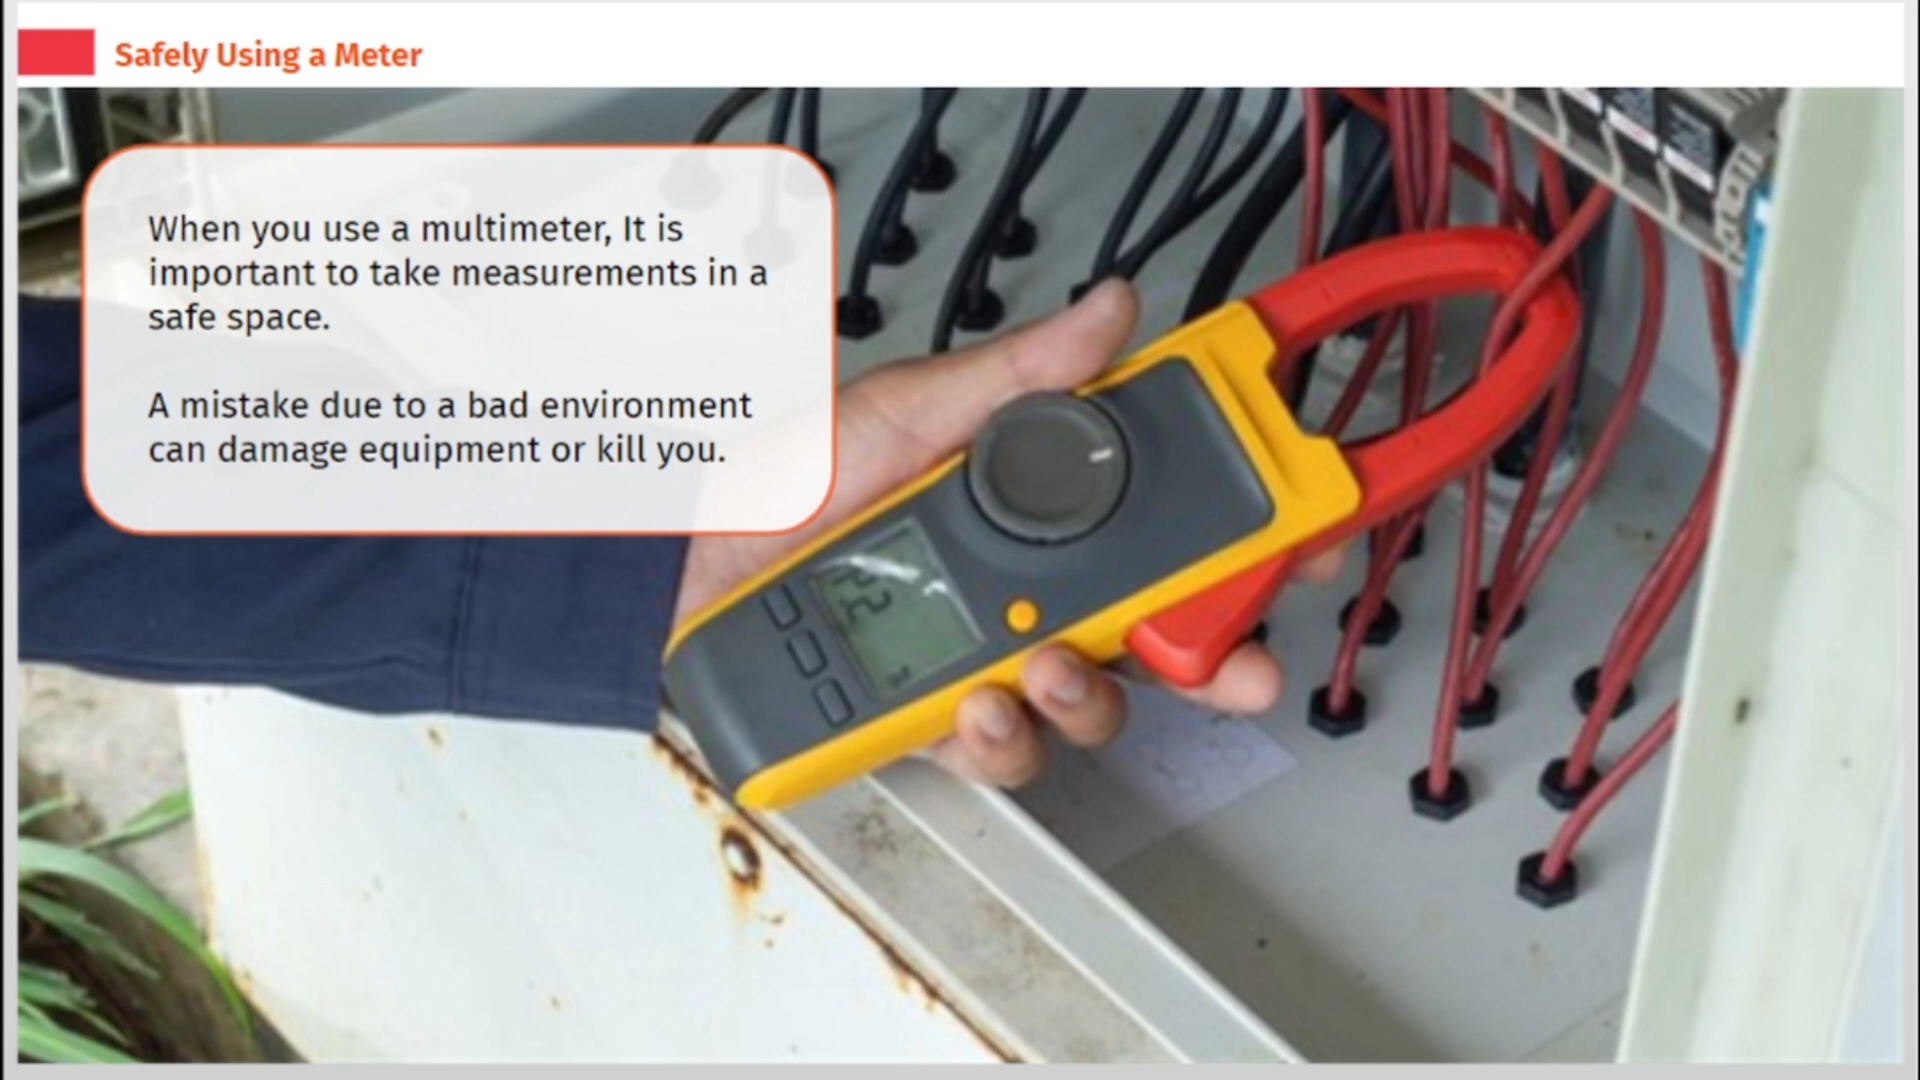 Safely Using a Meter
When you use a multimeter, It is
important to take measurements in a
safe space.
A mistake due to a bad environment
can damage equipment or kill you.